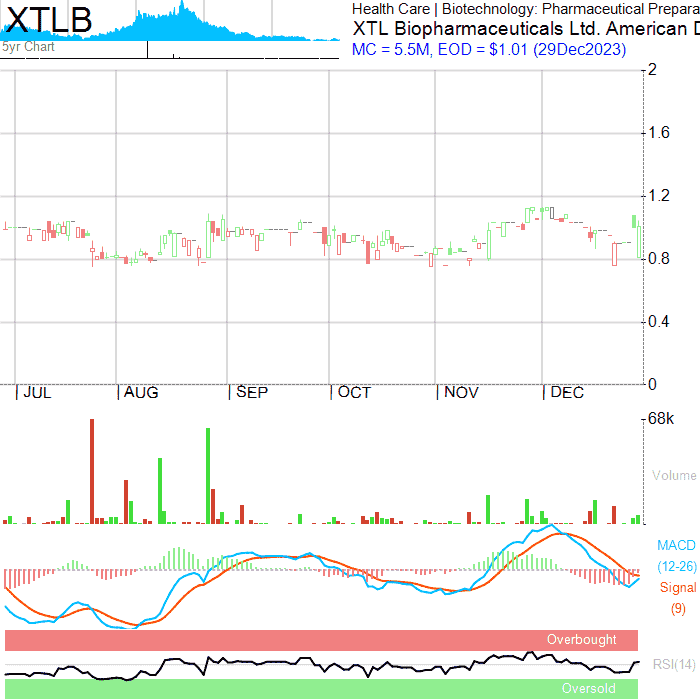 XTLB
5yr Chart
Health Care | Biotechnology: Pharmaceutical Prepara
XTL Biopharmaceuticals Ltd. American D
MC = 5.5M, EOD = $1.01 (29Dec2023)
2
1.6
1.2
0.8
0.4
0
JUL AUG SEP OCT NOV DEC
68k
Volume
MACD
(12-26)
Signal
(9)
Overbought
RSI(14)
Oversold